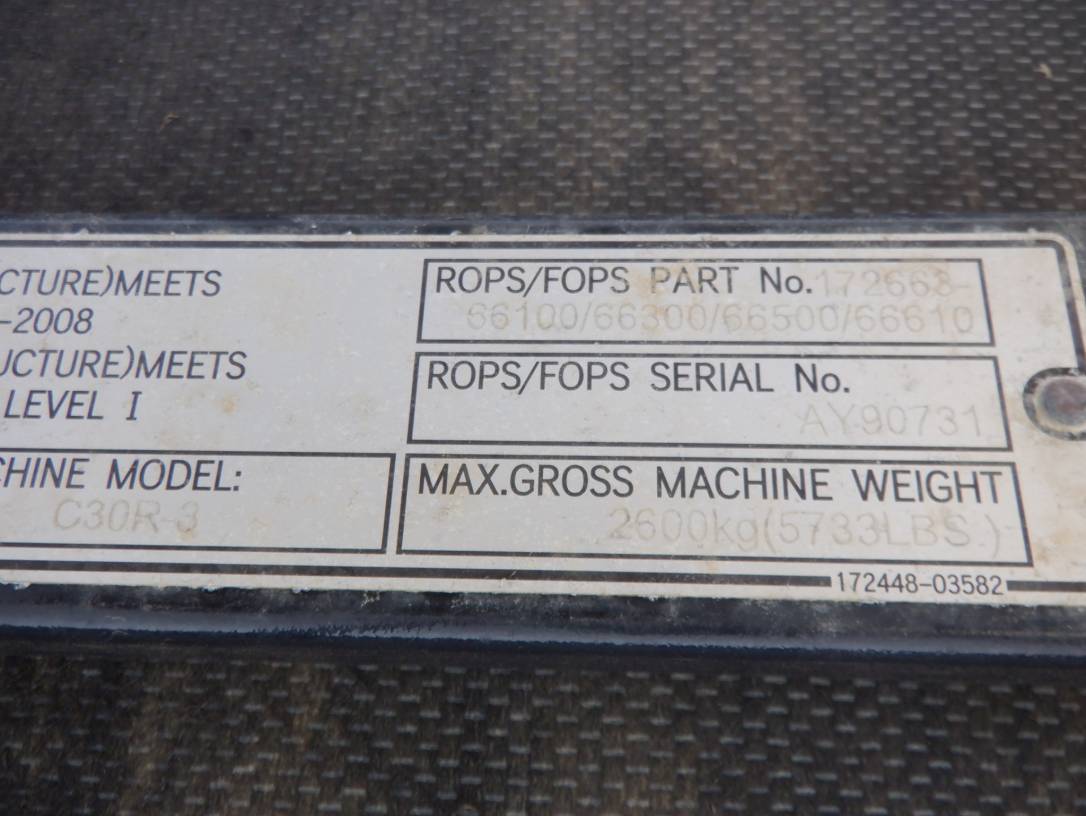 CTURE)MEETS
-2008
UCTURE)MEETS
LEVEL I
CHINE MODEL:
C30R-3
ROPS/FOPS PART No.172663-
66100/66300/66500/66610
ROPS/FOPS SERIAL No.
AY90731
MAX.GROSS MACHINE WEIGHT
2600kg(5733LBS.)
172448-03582